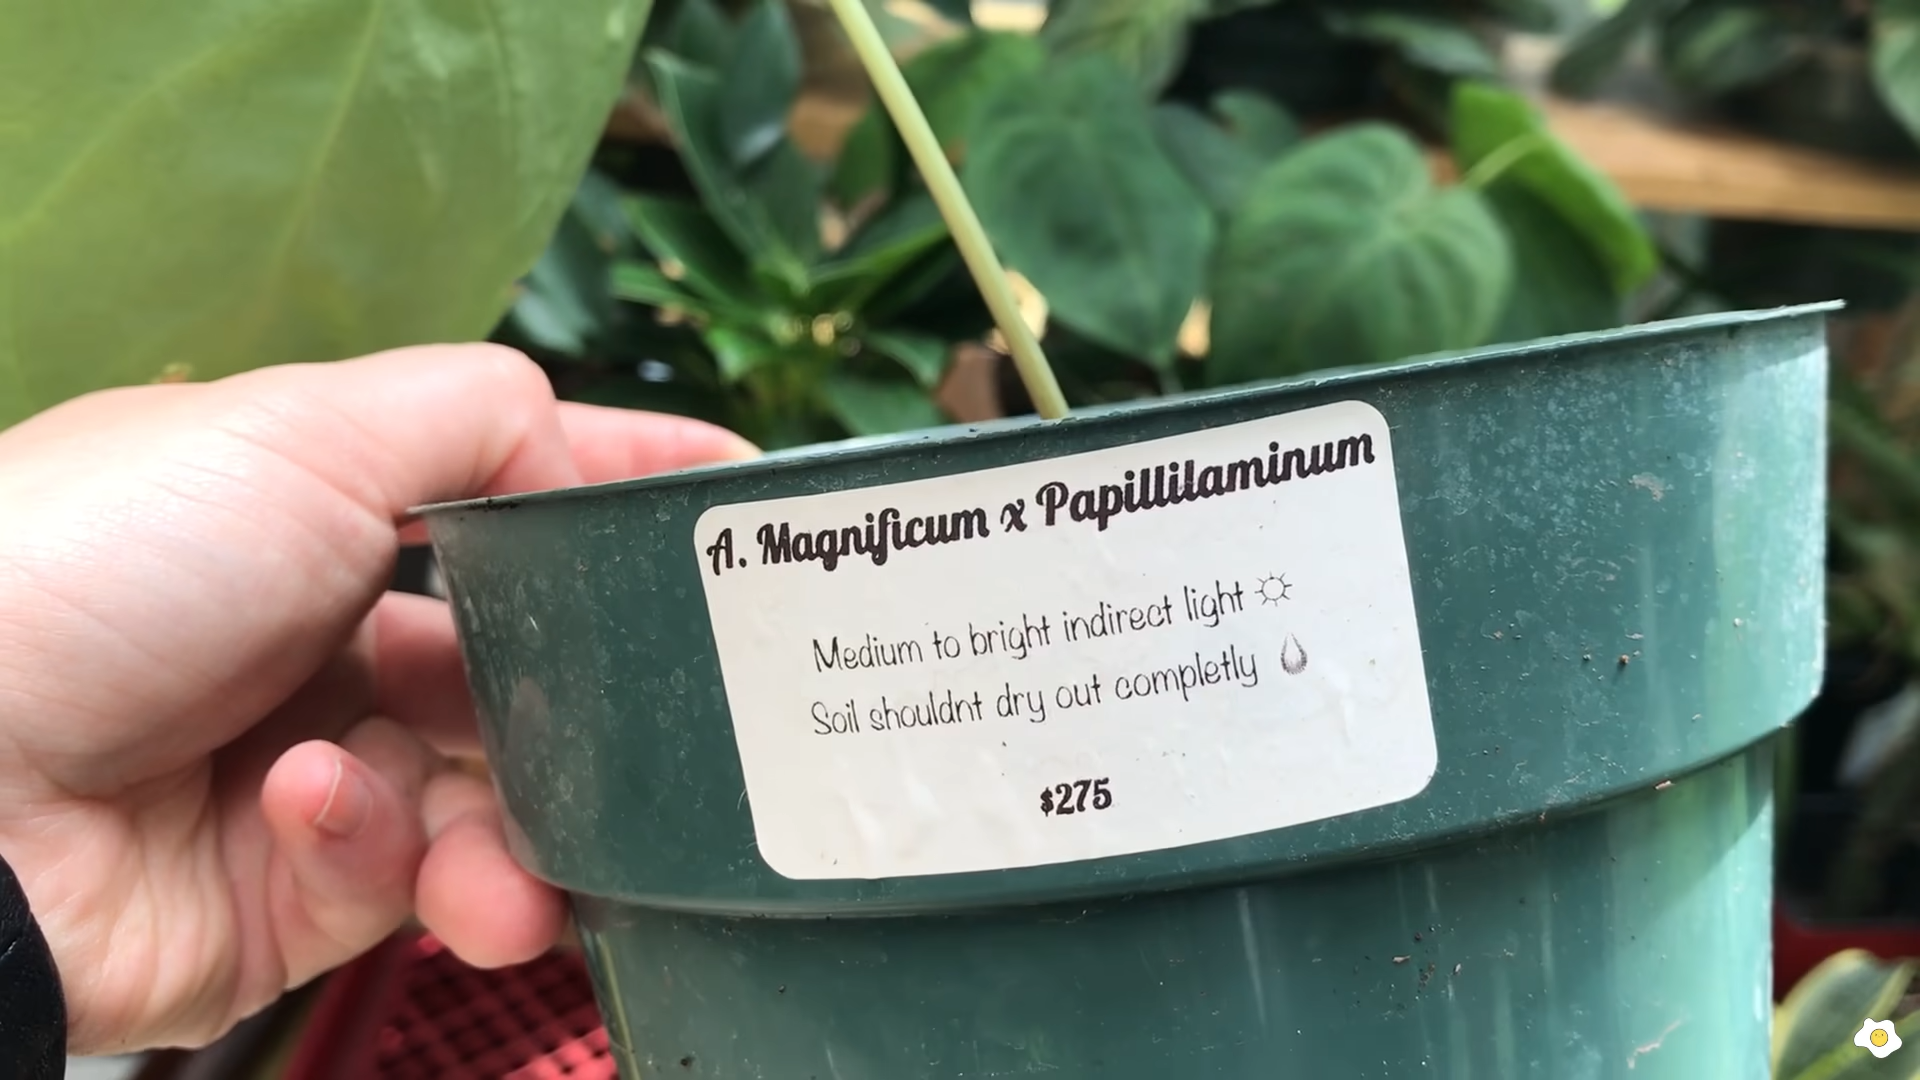 A. Magnificum x Papillilaminum
Medium to bright indirect light
Soil shouldnt dry out completly
$275